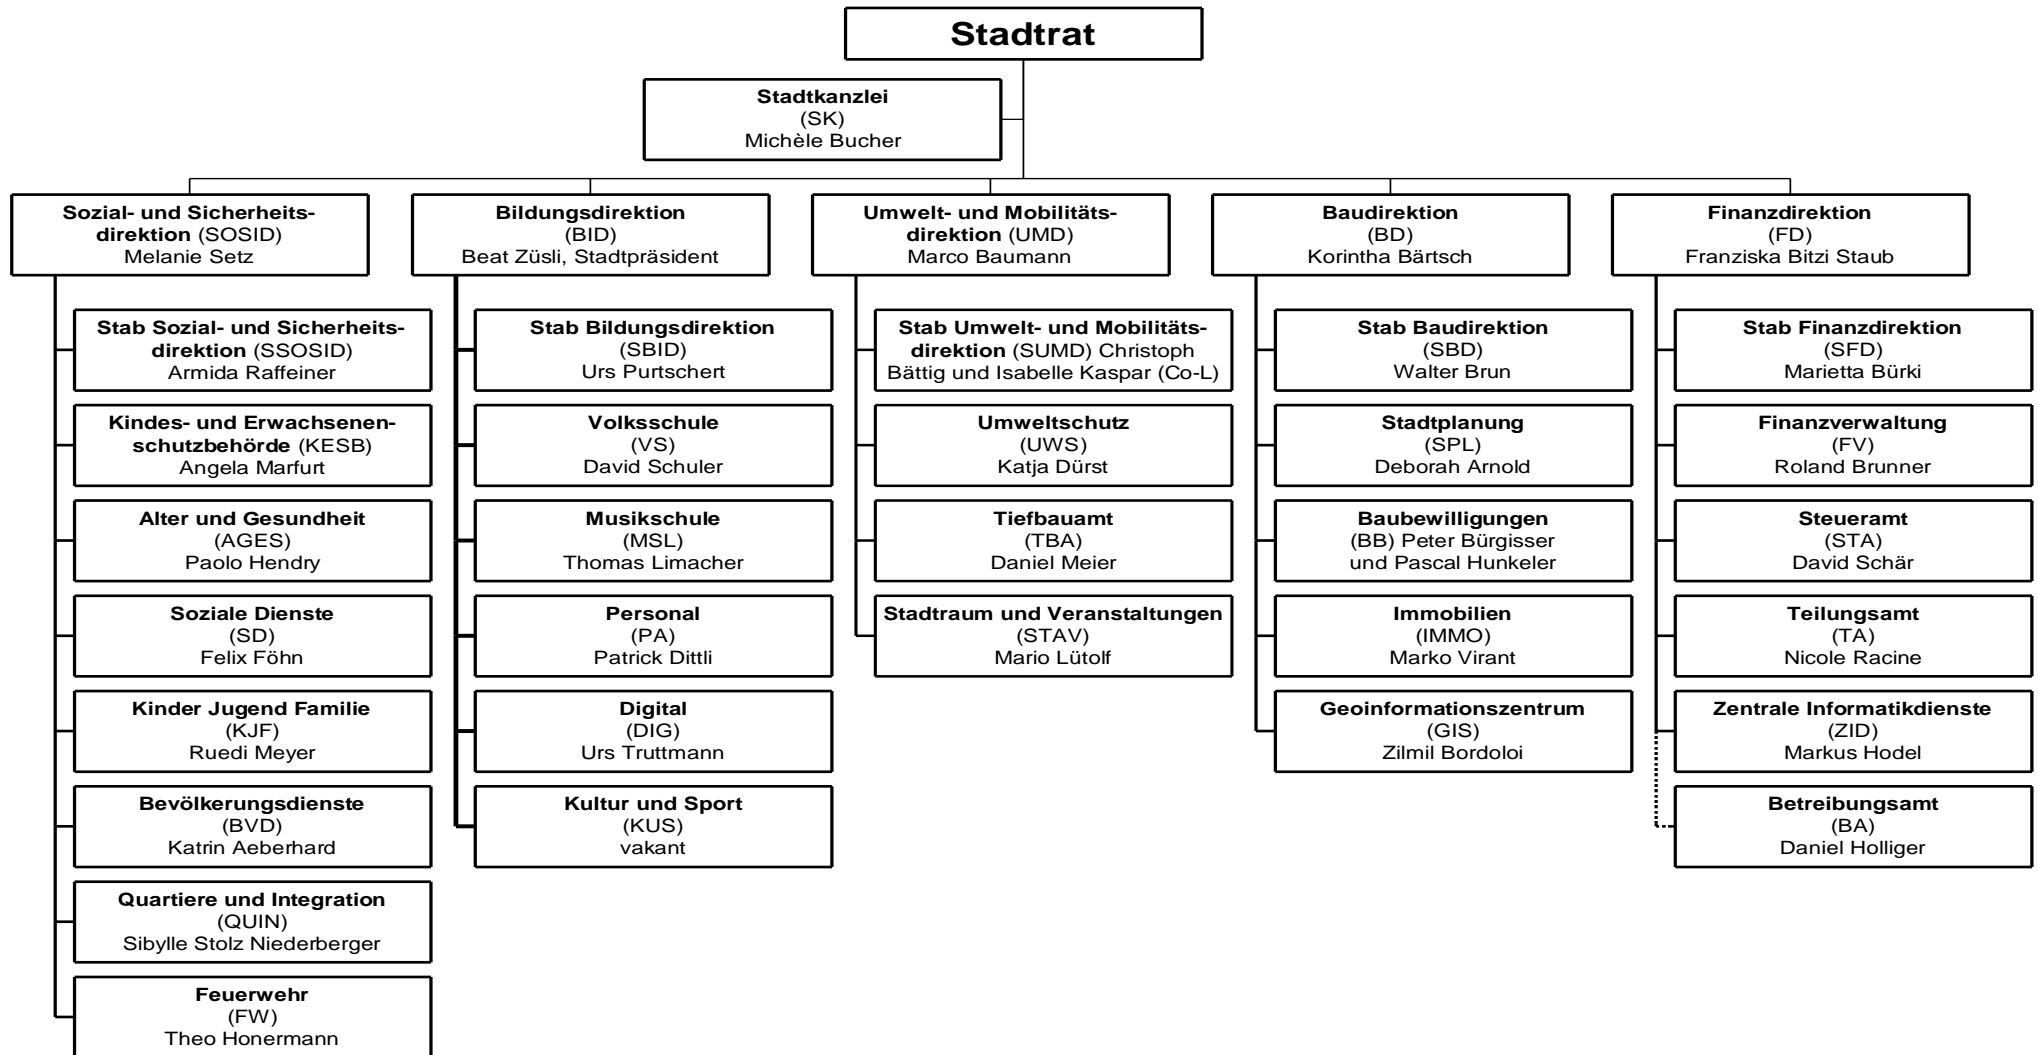 Stadtrat
Stadtkanzlei
(SK)
Michèle Bucher
Sozial- und Sicherheits-
direktion (SOSID)
Melanie Setz
Stab Sozial- und Sicherheits-
direktion (SSOSID)
Armida Raffeiner
Kindes- und Erwachsenen-
schutzbehörde (KESB)
Angela Marfurt
Alter und Gesundheit
(AGES)
Paolo Hendry
Soziale Dienste
(SD)
Felix Föhn
Kinder Jugend Familie
(KJF)
Ruedi Meyer
Bevölkerungsdienste
(BVD)
Katrin Aeberhard
Quartiere und Integration
(QUIN)
Sibylle Stolz Niederberger
Feuerwehr
(FW)
Theo Honermann
Bildungsdirektion
(BID)
Beat Züsli, Stadtpräsident
Stab Bildungsdirektion
(SBID)
Urs Purtschert
Volksschule
(VS)
David Schuler
Musikschule
(MSL)
Thomas Limacher
Personal
(PA)
Patrick Dittli
Digital
(DIG)
Urs Truttmann
Kultur und Sport
(KUS)
vakant
Umwelt- und Mobilitäts-
direktion (UMD)
Marco Baumann
Stab Umwelt- und Mobilitäts-
direktion (SUMD) Christoph
Bättig und Isabelle Kaspar (Co-L)
Umweltschutz
(UWS)
Katja Dürst
Tiefbauamt
(TBA)
Daniel Meier
Stadtraum und Veranstaltungen
(STAV)
Mario Lütolf
Baudirektion
(BD)
Korintha Bärtsch
Stab Baudirektion
(SBD)
Walter Brun
Stadtplanung
(SPL)
Deborah Arnold
Baubewilligungen
(BB) Peter Bürgisser
und Pascal Hunkeler
Immobilien
(IMMO)
Marko Virant
Geoinformationszentrum
(GIS)
Zilmil Bordoloi
Finanzdirektion
(FD)
Franziska Bitzi Staub
Stab Finanzdirektion
(SFD)
Marietta Bürki
Finanzverwaltung
(FV)
Roland Brunner
Steueramt
(STA)
David Schär
Teilungsamt
(TA)
Nicole Racine
Zentrale Informatikdienste
(ZID)
Markus Hodel
Betreibungsamt
(BA)
Daniel Holliger